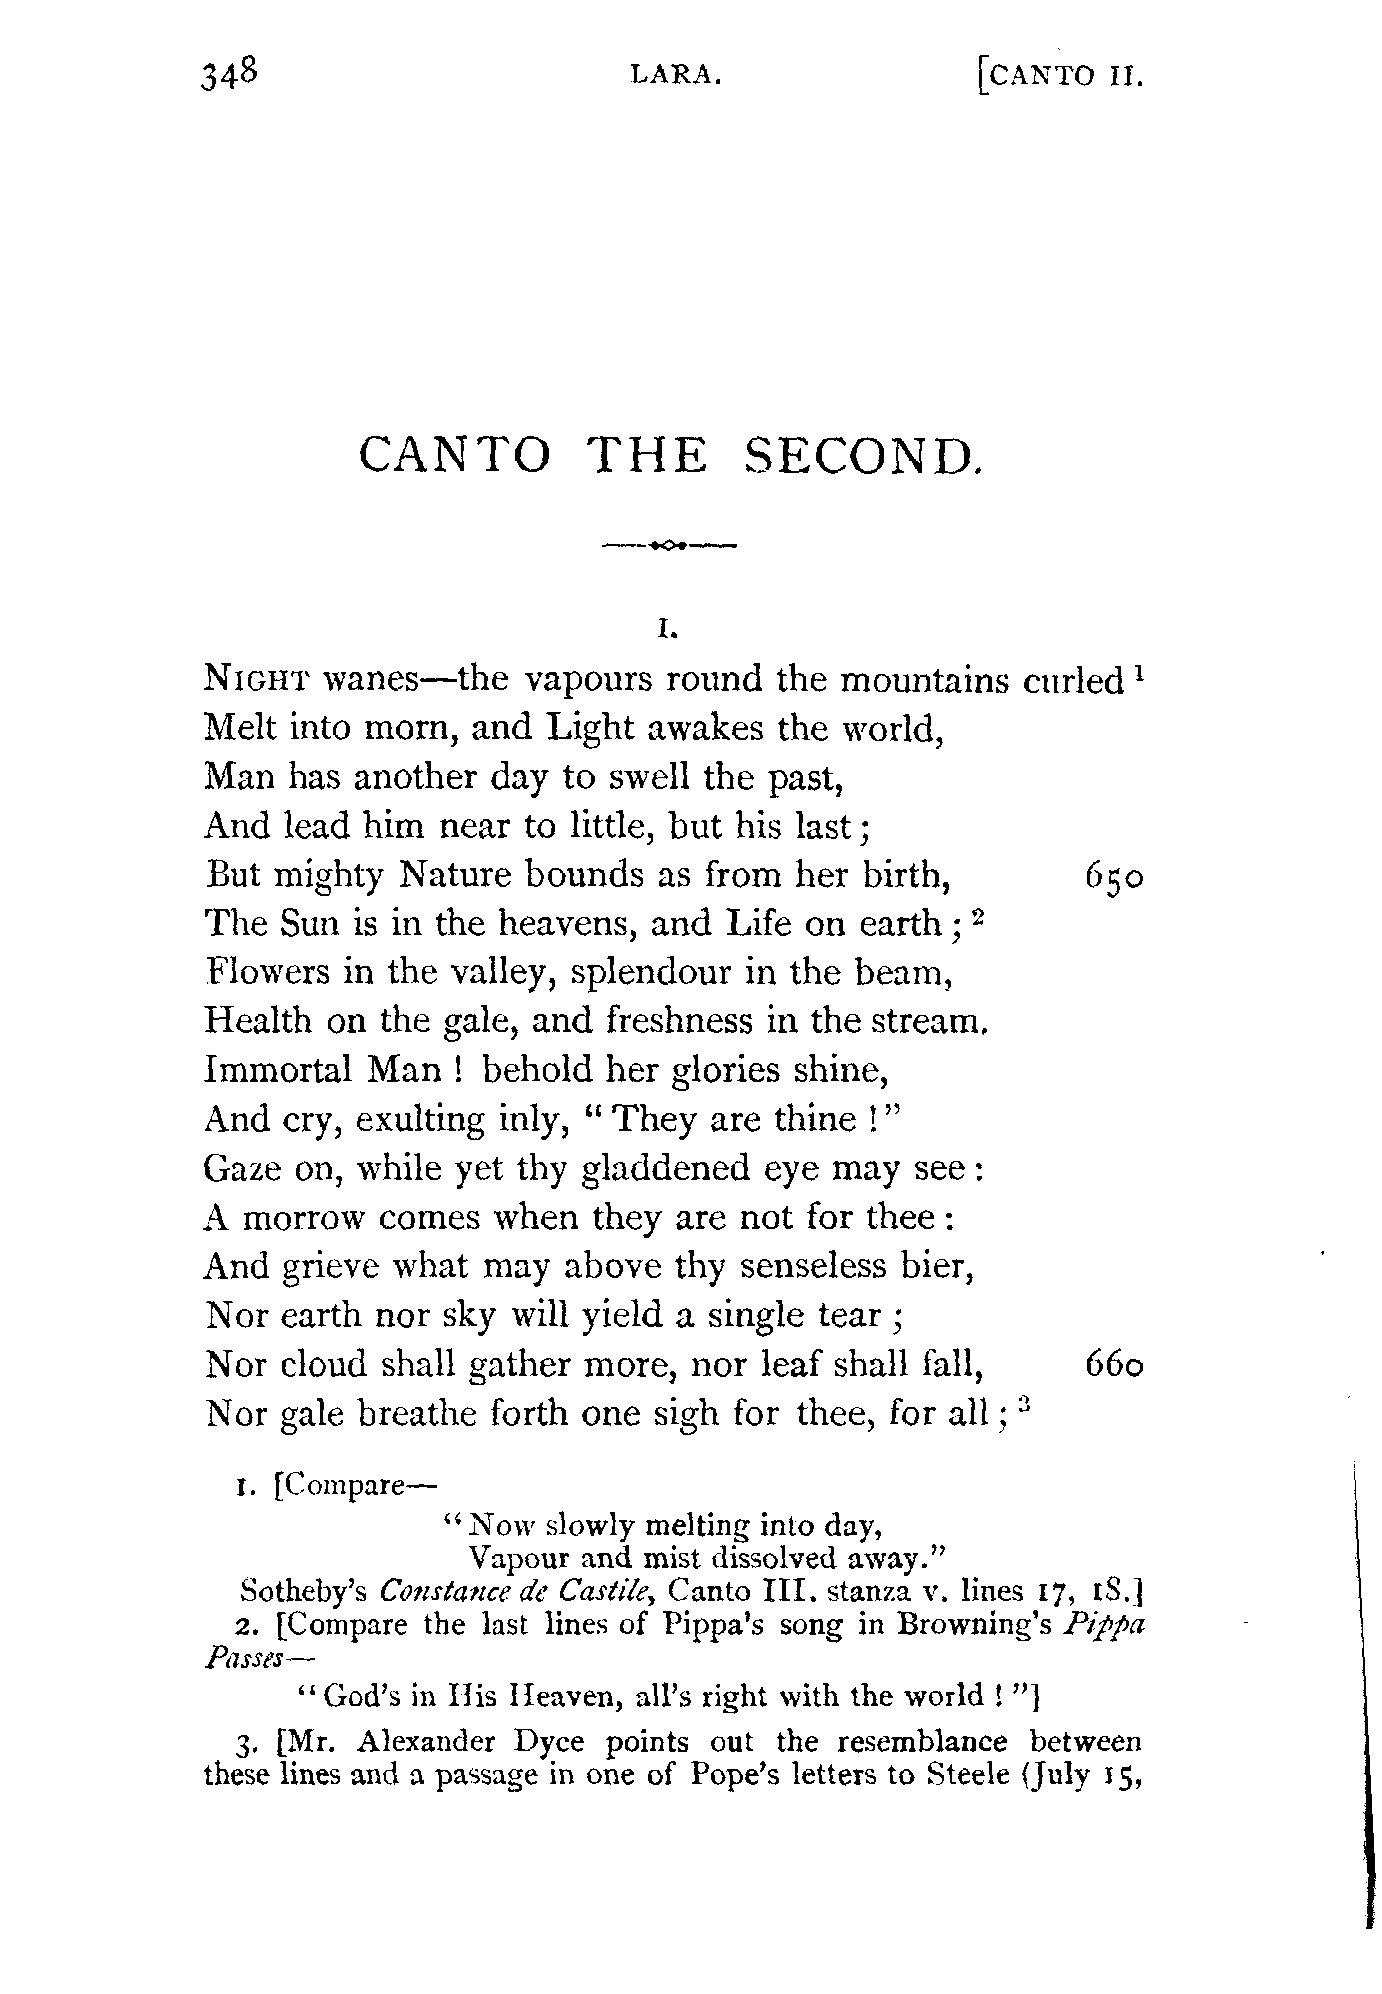 348 LARA. [CANTO II.
CANTO THE SECOND.
I.
NIGHT wanes—the vapours round the mountains curled ¹
Melt into morn, and Light awakes the world,
Man has another day to swell the past,
And lead him near to little, but his last;
But mighty Nature bounds as from her birth, 650
The Sun is in the heavens, and Life on earth; ²
Flowers in the valley, splendour in the beam,
Health on the gale, and freshness in the stream.
Immortal Man! behold her glories shine,
And cry, exulting inly, "They are thine!"
Gaze on, while yet thy gladdened eye may see:
A morrow comes when they are not for thee:
And grieve what may above thy senseless bier,
Nor earth nor sky will yield a single tear;
Nor cloud shall gather more, nor leaf shall fall, 660
Nor gale breathe forth one sigh for thee, for all; ³
1. [Compare—
"Now slowly melting into day,
Vapour and mist dissolved away."
Sotheby's Constance de Castile, Canto III. stanza v. lines 17, 18.]
2. [Compare the last lines of Pippa's song in Browning's Pippa
Passes—
"God's in His Heaven, all's right with the world!"]
3. [Mr. Alexander Dyce points out the resemblance between
these lines and a passage in one of Pope's letters to Steele (July 15,